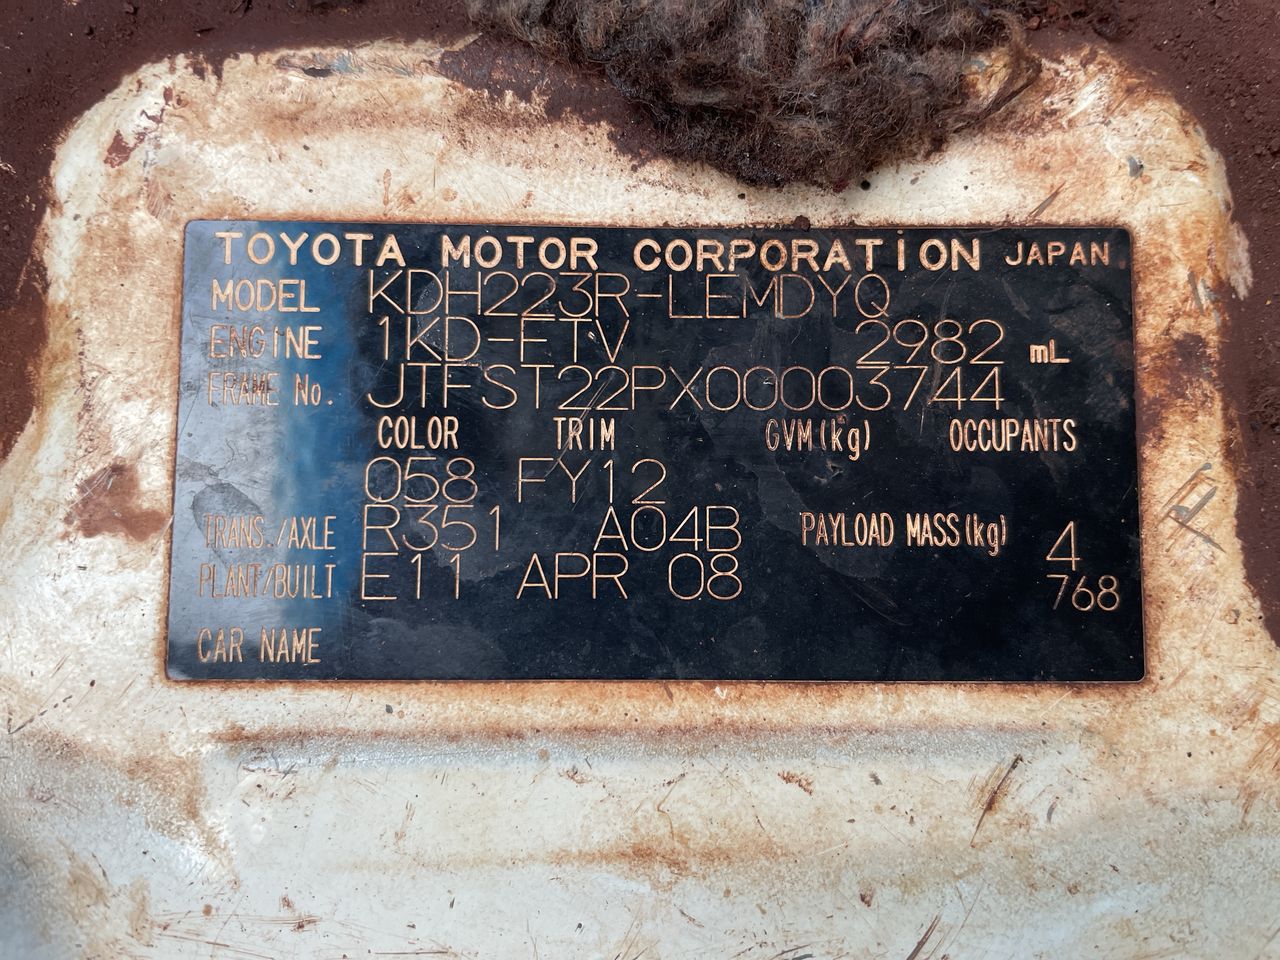 TOYOTA MOTOR CORPORATION JAPAN
MODEL KDH223R-LEMDYQ
ENGINE 1KD-FTV 2982 mL
FRAME No. JTFST22PX00003744
COLOR TRIM GVM(kg) OCCUPANTS
058 FY12
TRANS./AXLE R351 A04B PAYLOAD MASS(kg) 4
PLANT/BUILT E11 APR 08 768
CAR NAME